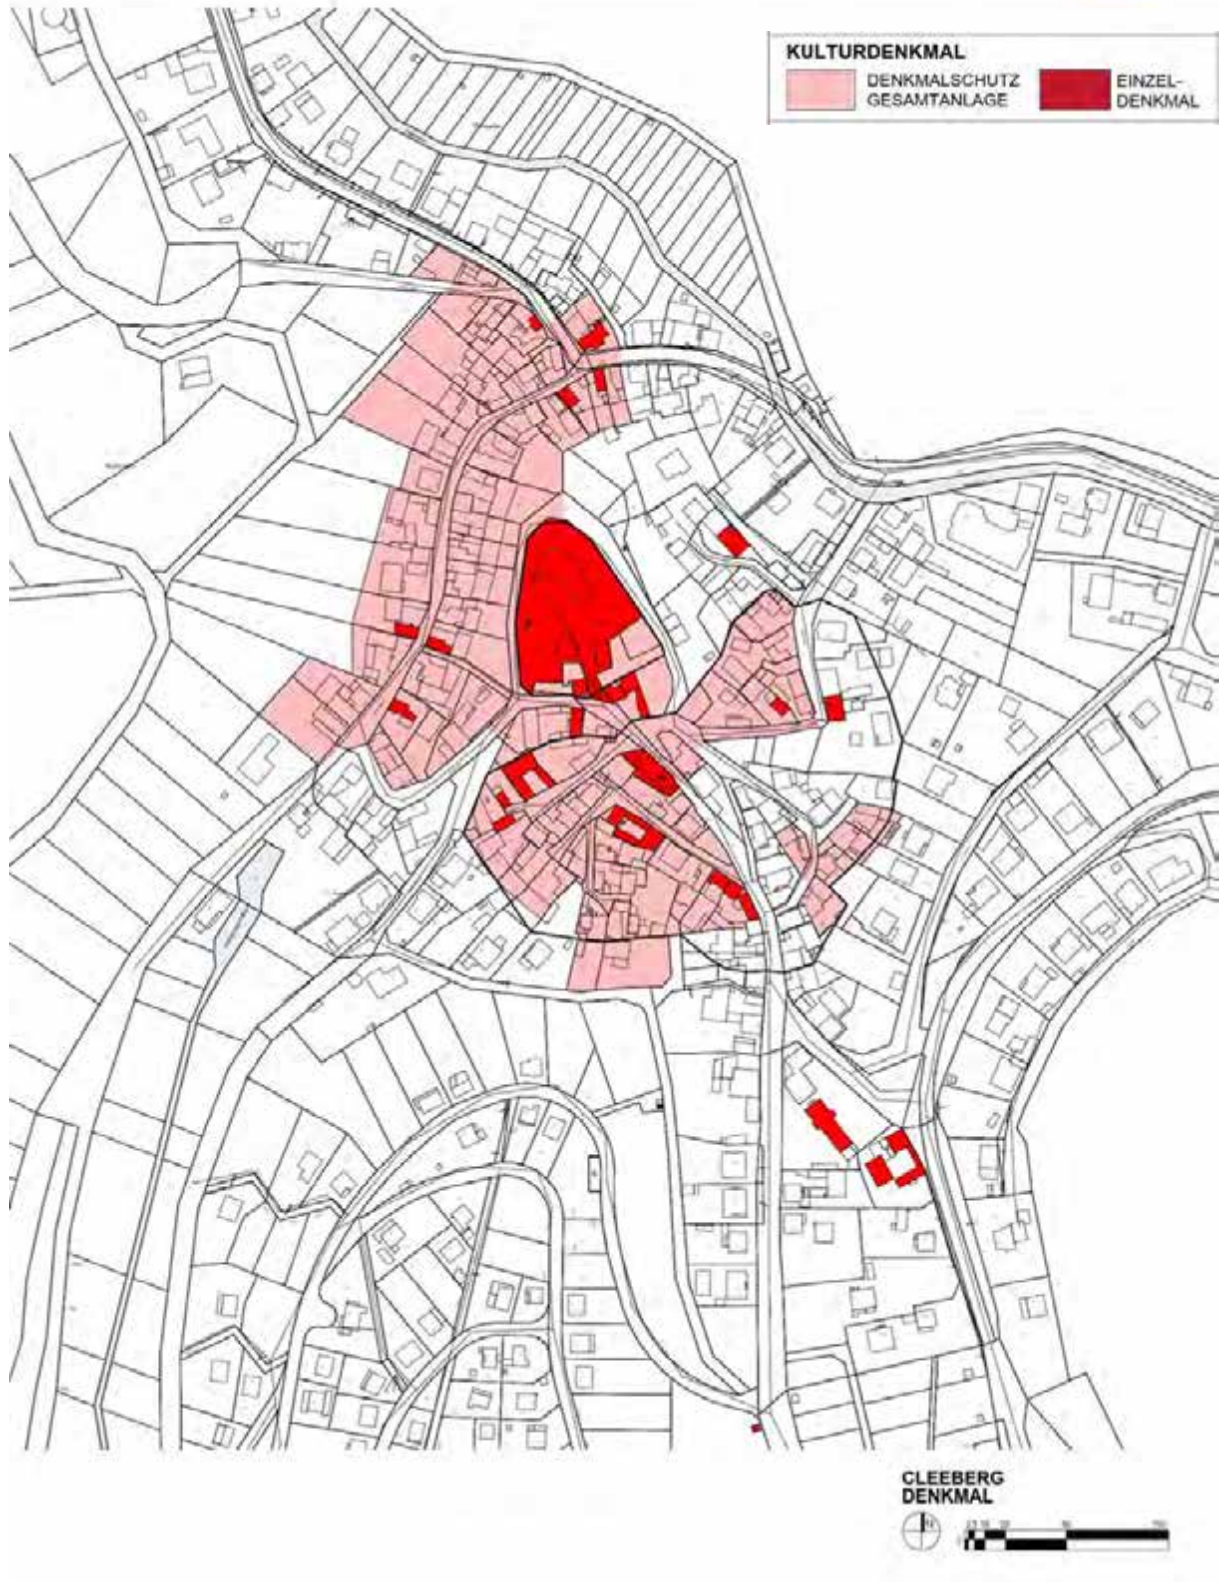 KULTURDENKMAL
DENKMALSCHUTZ
GESAMTANLAGE
EINZEL-
DENKMAL
CLEEBERG
DENKMAL
N